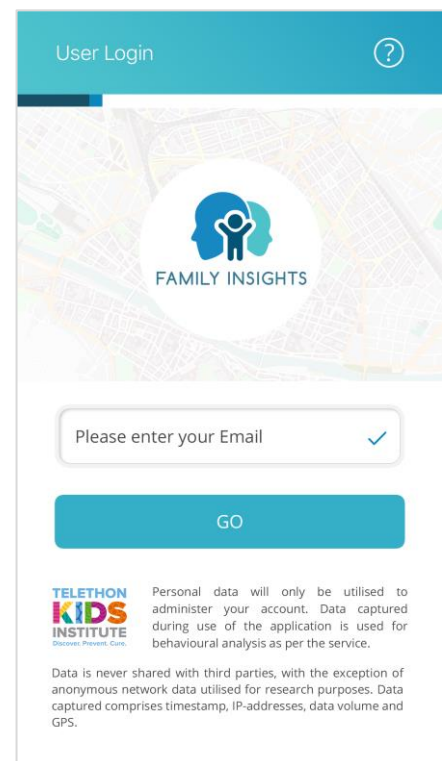 User Login
?
FAMILY INSIGHTS
Please enter your Email
GO
TELETHON
KIDS
INSTITUTE
Discover. Prevent. Cure.
Personal data will only be utilised to
administer your account. Data captured
during use of the application is used for
behavioural analysis as per the service.
Data is never shared with third parties, with the exception of
anonymous network data utilised for research purposes. Data
captured comprises timestamp, IP-addresses, data volume and
GPS.